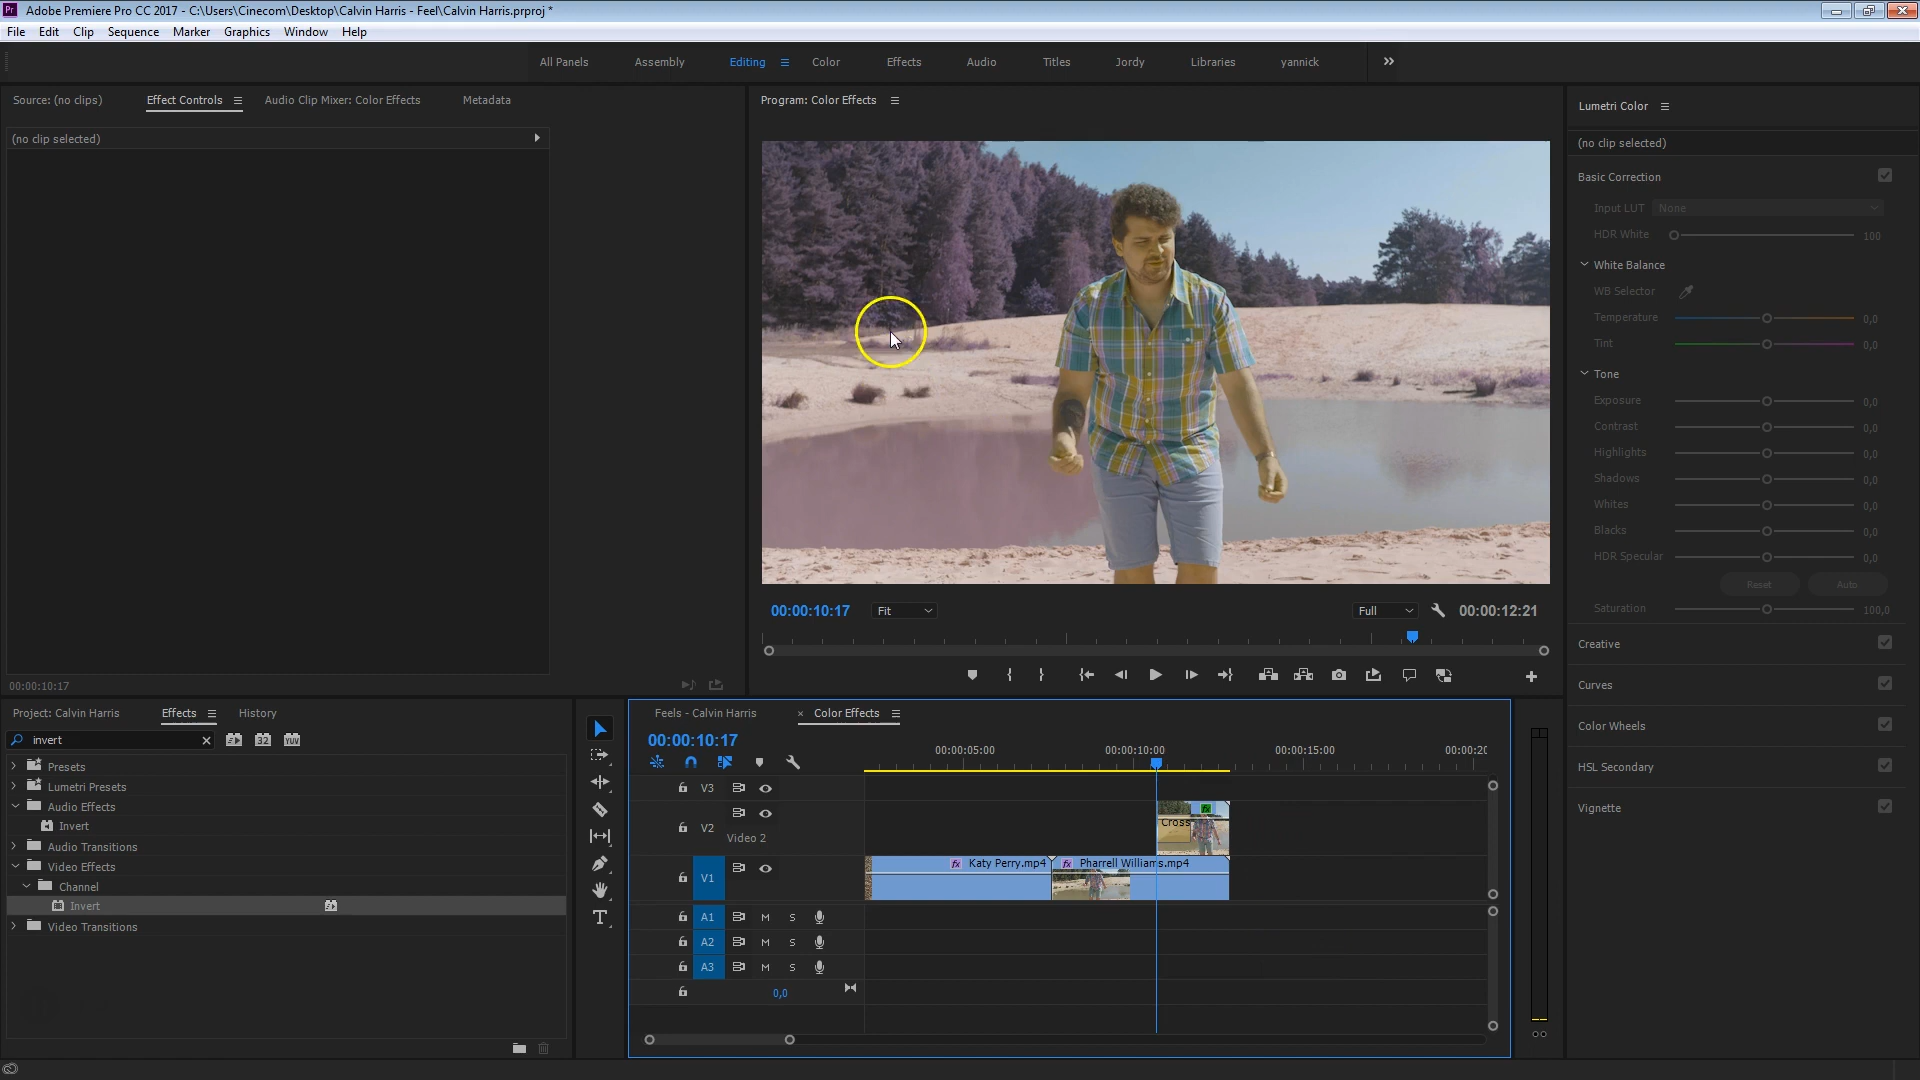 Adobe Premiere Pro CC 2017 - C:\Users\Cinecom\Desktop\Calvin Harris - Feel\Calvin Harris.prproj *
File Edit Clip Sequence Marker Graphics Window Help
All Panels Assembly Editing Color Effects Audio Titles Jordy Libraries yannick
Source: (no clips) Effect Controls Audio Clip Mixer: Color Effects Metadata
(no clip selected)
00:00:10:17
Program: Color Effects
00:00:10:17 Fit Full 00:00:12:21
Lumetri Color
(no clip selected)
Basic Correction
Input LUT None
HDR White 100
White Balance
WB Selector
Temperature 0,0
Tint 0,0
Tone
Exposure 0,0
Contrast 0,0
Highlights 0,0
Shadows 0,0
Whites 0,0
Blacks 0,0
HDR Specular 0,0
Reset Auto
Saturation 100,0
Creative
Curves
Color Wheels
HSL Secondary
Vignette
Project: Calvin Harris Effects History
invert
32 YUV
Presets
Lumetri Presets
Audio Effects
Invert
Audio Transitions
Video Effects
Channel
Invert
Video Transitions
Feels - Calvin Harris × Color Effects
00:00:10:17
00:00:05:00 00:00:10:00 00:00:15:00 00:00:20
V3
V2
Video 2
Cross
fx
V1
fx Katy Perry.mp4 fx Pharrell Williams.mp4
A1 M S
A2 M S
A3 M S
0,0